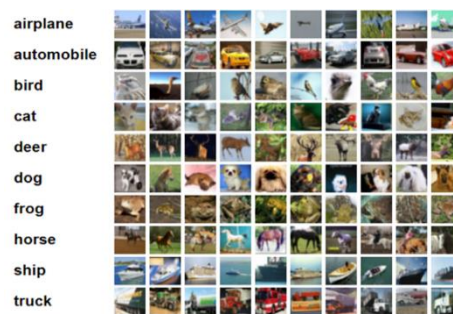 airplane
automobile
bird
cat
deer
dog
frog
horse
ship
truck